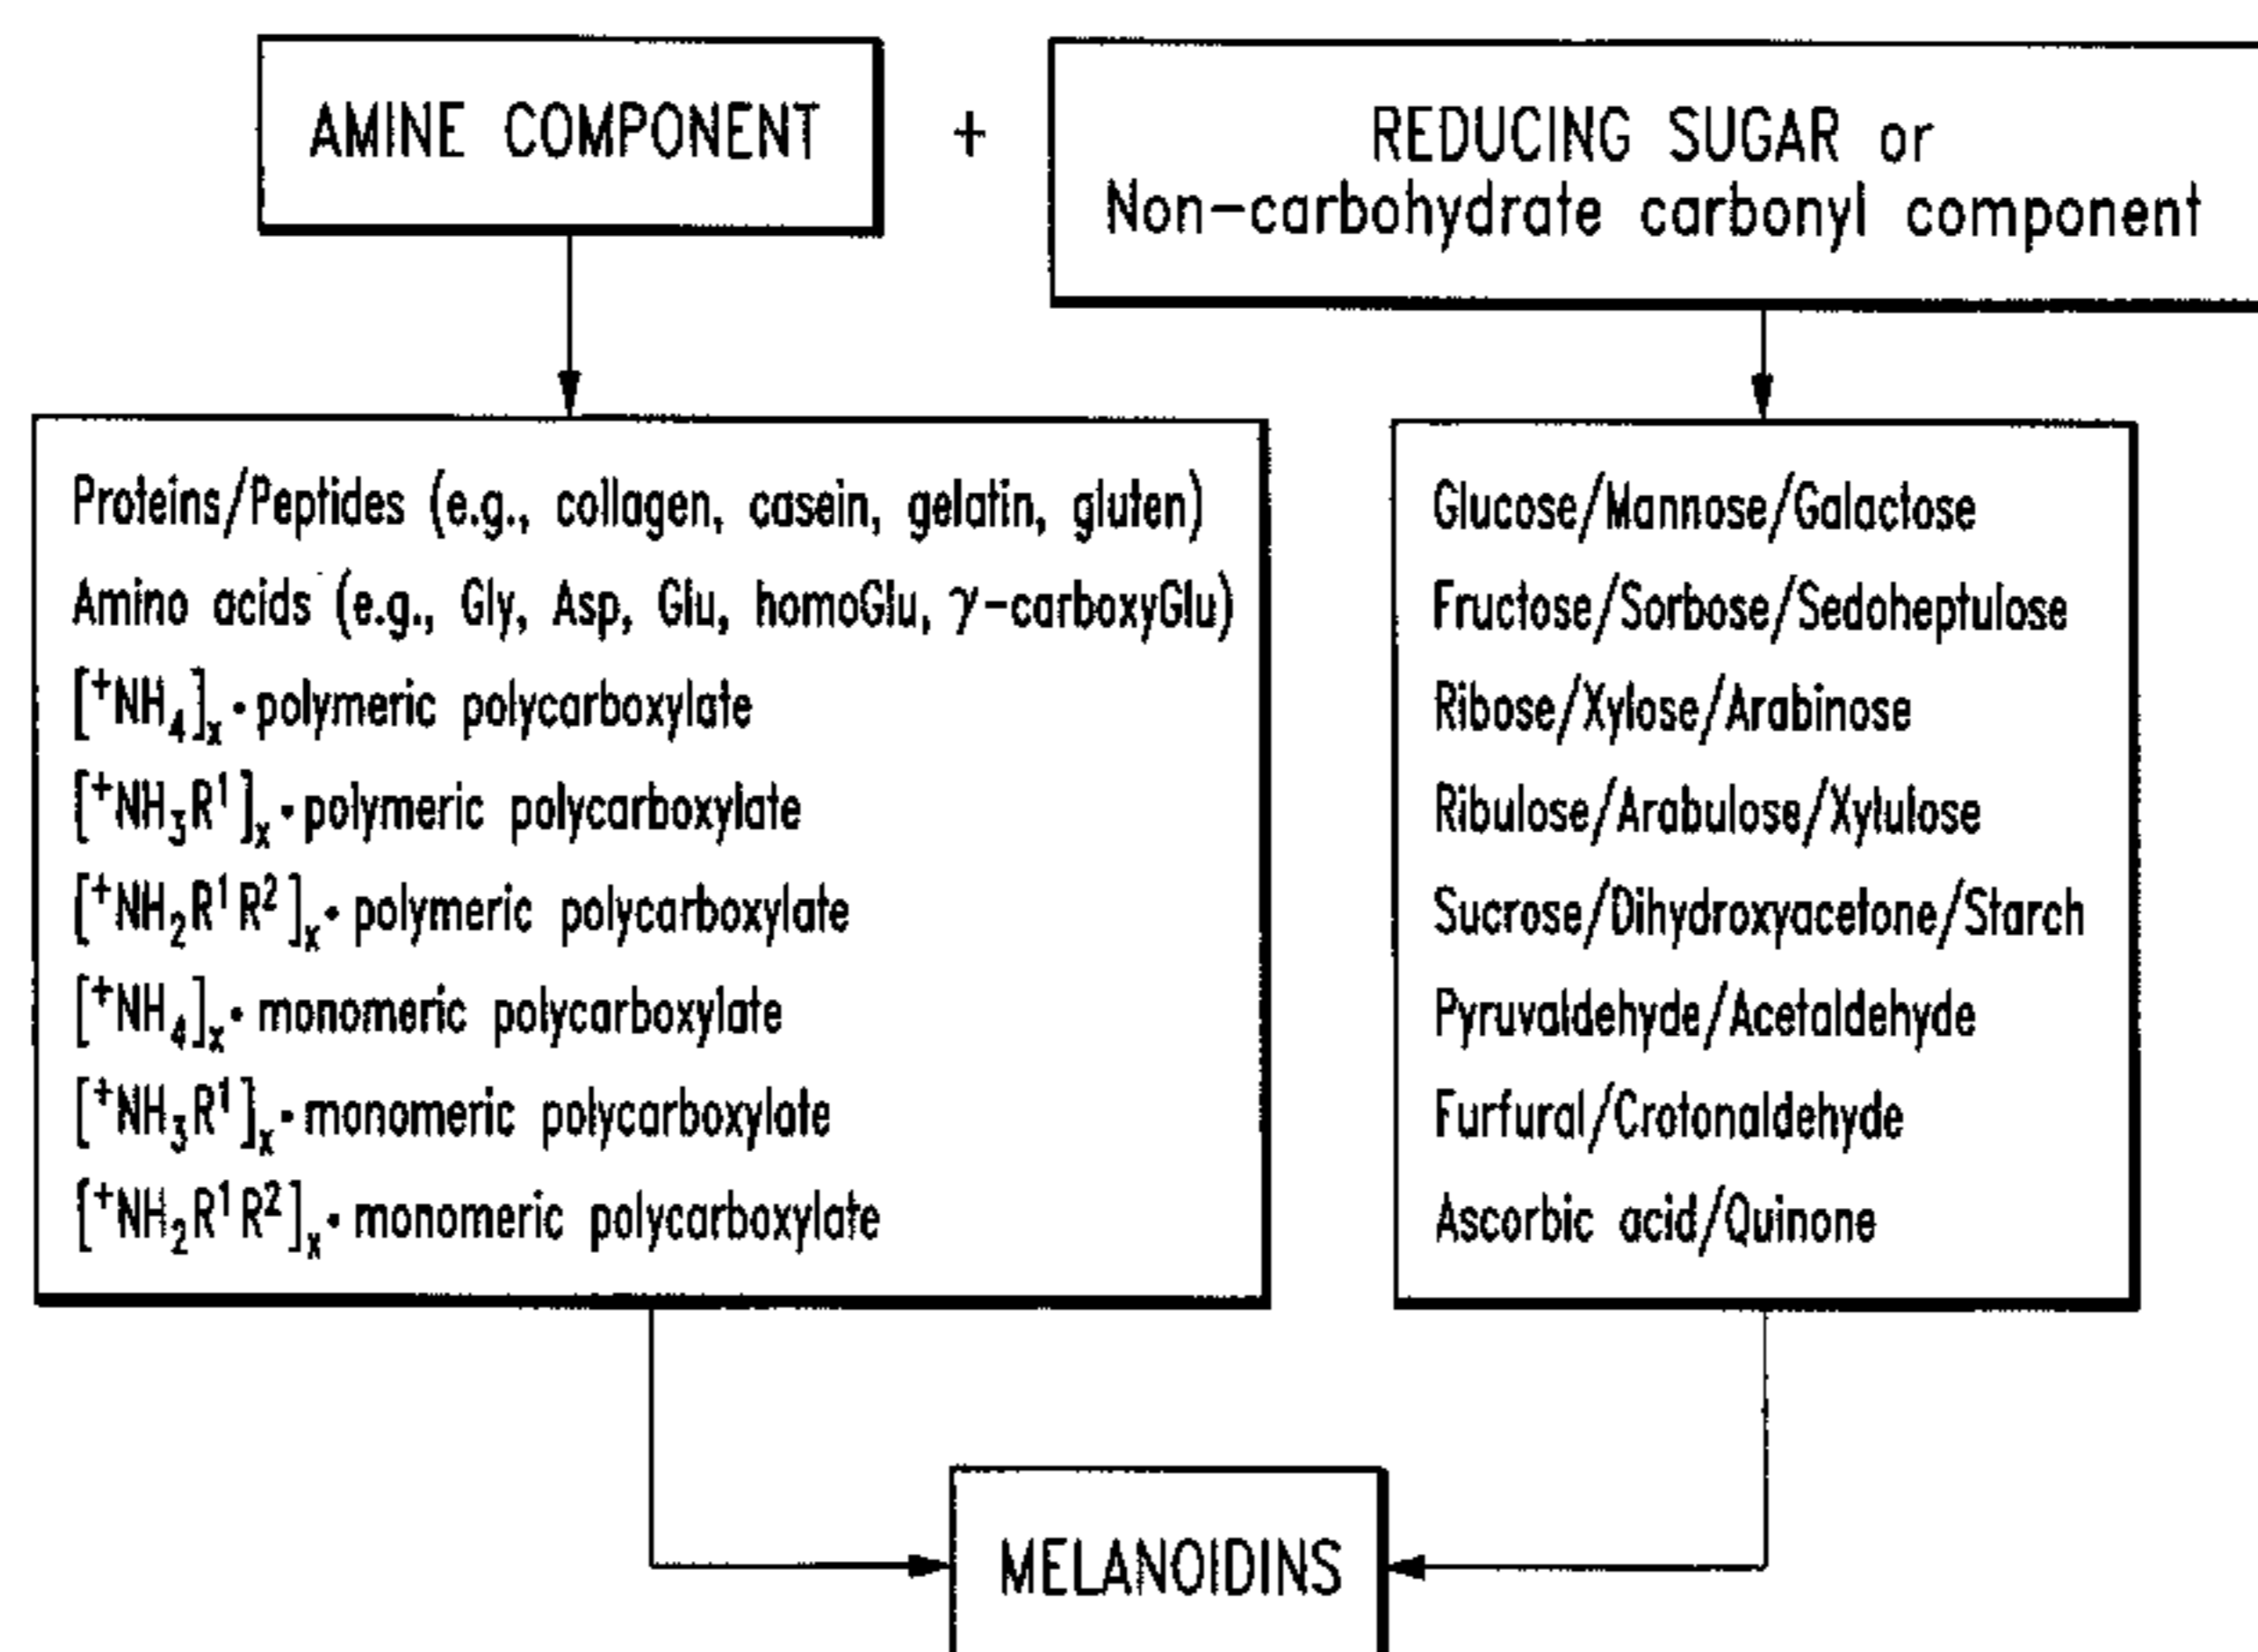 AMINE COMPONENT
+
REDUCING SUGAR or
Non-carbohydrate carbonyl component
Proteins/Peptides (e.g., collagen, casein, gelatin, gluten)
Amino acids (e.g., Gly, Asp, Glu, homoGlu, γ-carboxyGlu)
[⁺NH₄]ₓ • polymeric polycarboxylate
[⁺NH₃R¹]ₓ • polymeric polycarboxylate
[⁺NH₂R¹R²]ₓ • polymeric polycarboxylate
[⁺NH₄]ₓ • monomeric polycarboxylate
[⁺NH₃R¹]ₓ • monomeric polycarboxylate
[⁺NH₂R¹R²]ₓ • monomeric polycarboxylate
Glucose/Mannose/Galactose
Fructose/Sorbose/Sedoheptulose
Ribose/Xylose/Arabinose
Ribulose/Arabulose/Xylulose
Sucrose/Dihydroxyacetone/Starch
Pyruvaldehyde/Acetaldehyde
Furfural/Crotonaldehyde
Ascorbic acid/Quinone
MELANOIDINS